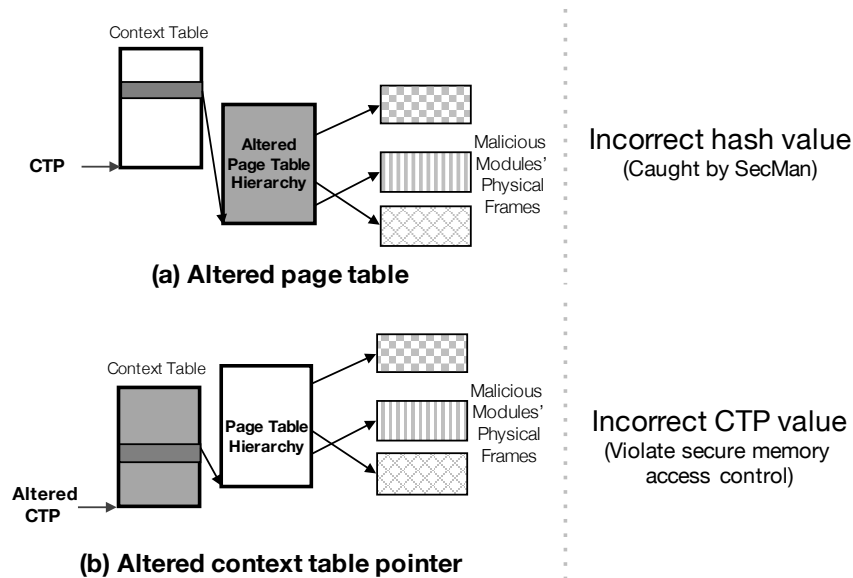 Context Table
CTP
Altered
Page Table
Hierarchy
Malicious
Modules'
Physical
Frames
(a) Altered page table
Incorrect hash value
(Caught by SecMan)
Context Table
Altered
CTP
Page Table
Hierarchy
Malicious
Modules'
Physical
Frames
(b) Altered context table pointer
Incorrect CTP value
(Violate secure memory
access control)